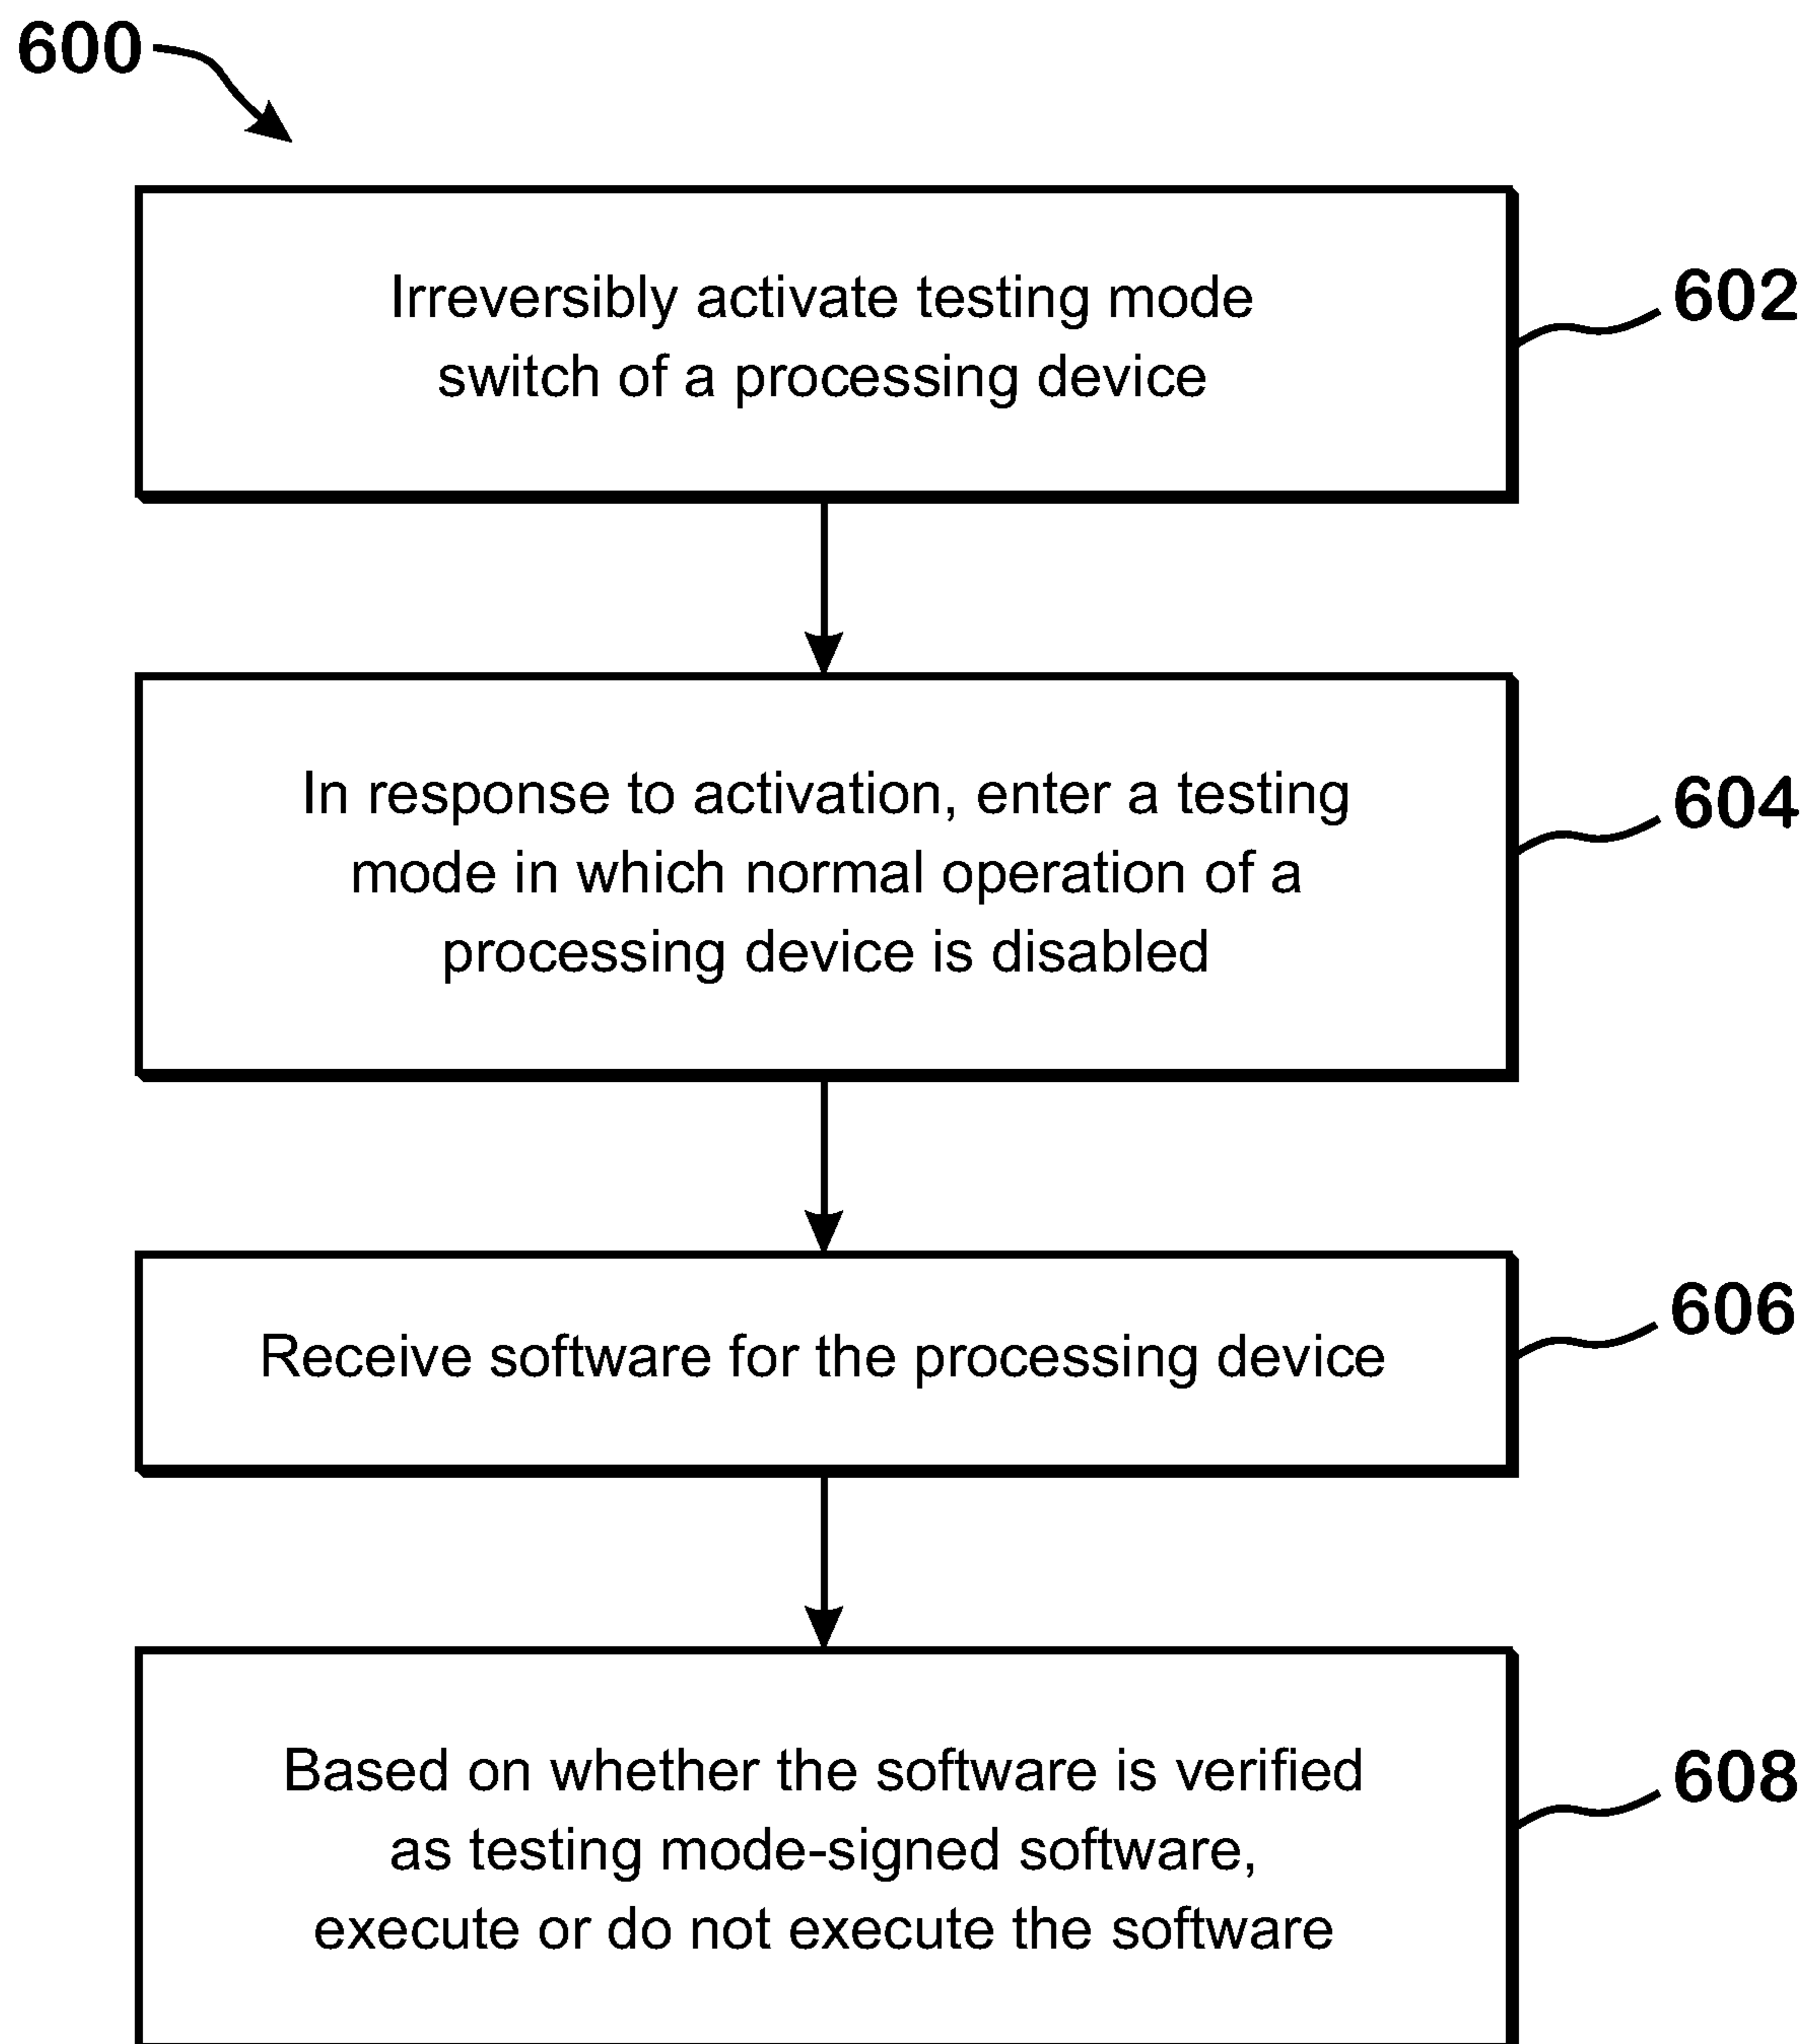 600
Irreversibly activate testing mode
switch of a processing device
602
In response to activation, enter a testing
mode in which normal operation of a
processing device is disabled
604
Receive software for the processing device
606
Based on whether the software is verified
as testing mode-signed software,
execute or do not execute the software
608